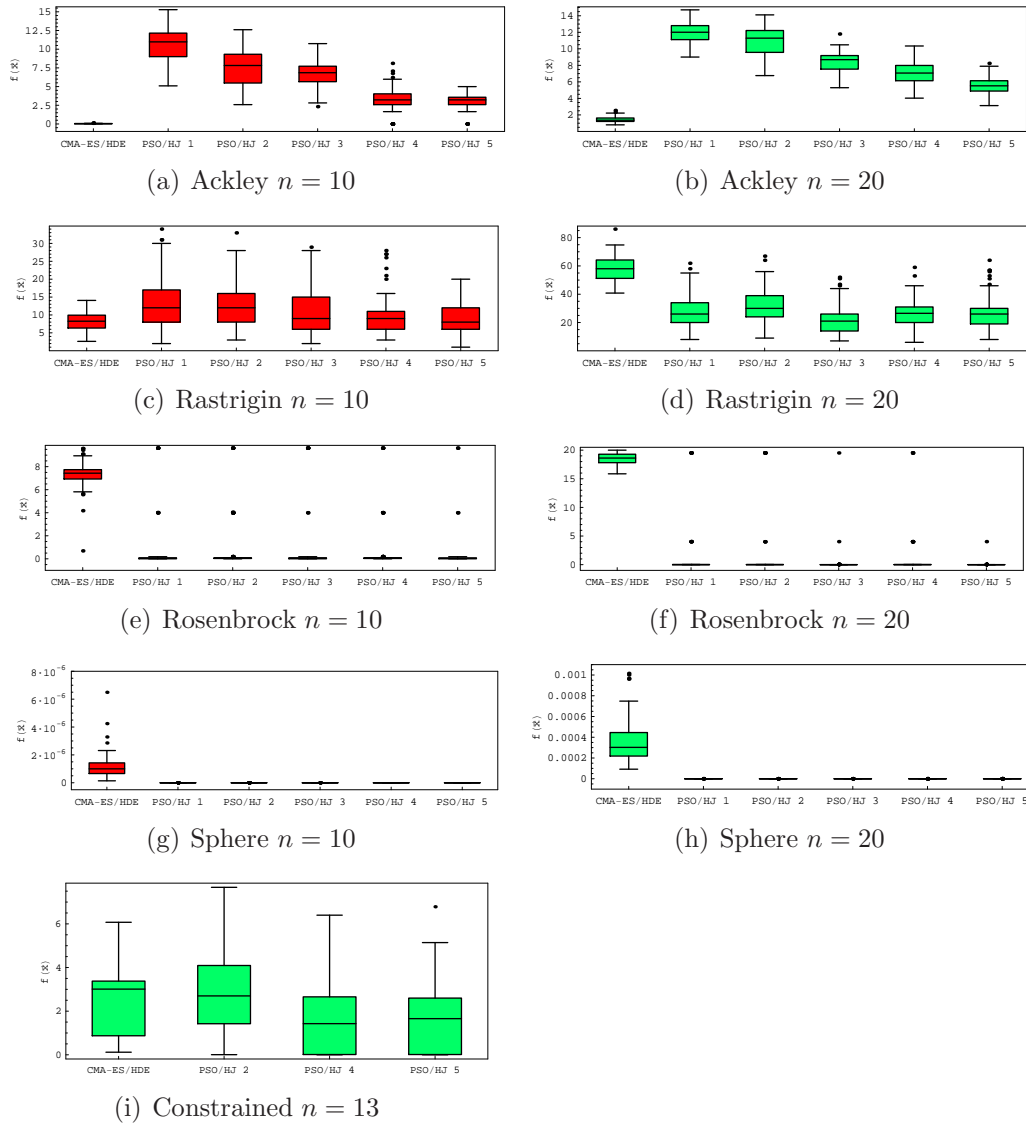 15
12.5
10
7.5
5
2.5
0
f(x⃗)
CMA-ES/HDE PSO/HJ 1 PSO/HJ 2 PSO/HJ 3 PSO/HJ 4 PSO/HJ 5
(a) Ackley n = 10
14
12
10
8
6
4
2
f(x⃗)
CMA-ES/HDE PSO/HJ 1 PSO/HJ 2 PSO/HJ 3 PSO/HJ 4 PSO/HJ 5
(b) Ackley n = 20
30
25
20
15
10
5
f(x⃗)
CMA-ES/HDE PSO/HJ 1 PSO/HJ 2 PSO/HJ 3 PSO/HJ 4 PSO/HJ 5
(c) Rastrigin n = 10
80
60
40
20
f(x⃗)
CMA-ES/HDE PSO/HJ 1 PSO/HJ 2 PSO/HJ 3 PSO/HJ 4 PSO/HJ 5
(d) Rastrigin n = 20
8
6
4
2
0
f(x⃗)
CMA-ES/HDE PSO/HJ 1 PSO/HJ 2 PSO/HJ 3 PSO/HJ 4 PSO/HJ 5
(e) Rosenbrock n = 10
20
15
10
5
0
f(x⃗)
CMA-ES/HDE PSO/HJ 1 PSO/HJ 2 PSO/HJ 3 PSO/HJ 4 PSO/HJ 5
(f) Rosenbrock n = 20
8·10⁻⁶
6·10⁻⁶
4·10⁻⁶
2·10⁻⁶
0
f(x⃗)
CMA-ES/HDE PSO/HJ 1 PSO/HJ 2 PSO/HJ 3 PSO/HJ 4 PSO/HJ 5
(g) Sphere n = 10
0.001
0.0008
0.0006
0.0004
0.0002
0
f(x⃗)
CMA-ES/HDE PSO/HJ 1 PSO/HJ 2 PSO/HJ 3 PSO/HJ 4 PSO/HJ 5
(h) Sphere n = 20
6
4
2
0
f(x⃗)
CMA-ES/HDE PSO/HJ 2 PSO/HJ 4 PSO/HJ 5
(i) Constrained n = 13